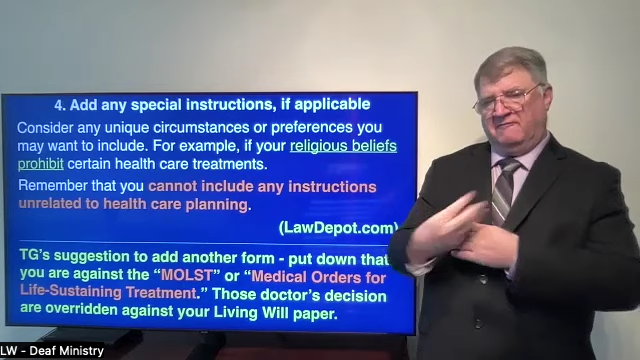 4. Add any special instructions, if applicable
Consider any unique circumstances or preferences you
may want to include. For example, if your religious beliefs
prohibit certain health care treatments.
Remember that you cannot include any instructions
unrelated to health care planning.
(LawDepot.com)
TG's suggestion to add another form - put down that
you are against the “MOLST” or “Medical Orders for
Life-Sustaining Treatment.” Those doctor's decision
are overridden against your Living Will paper.
LW - Deaf Ministry